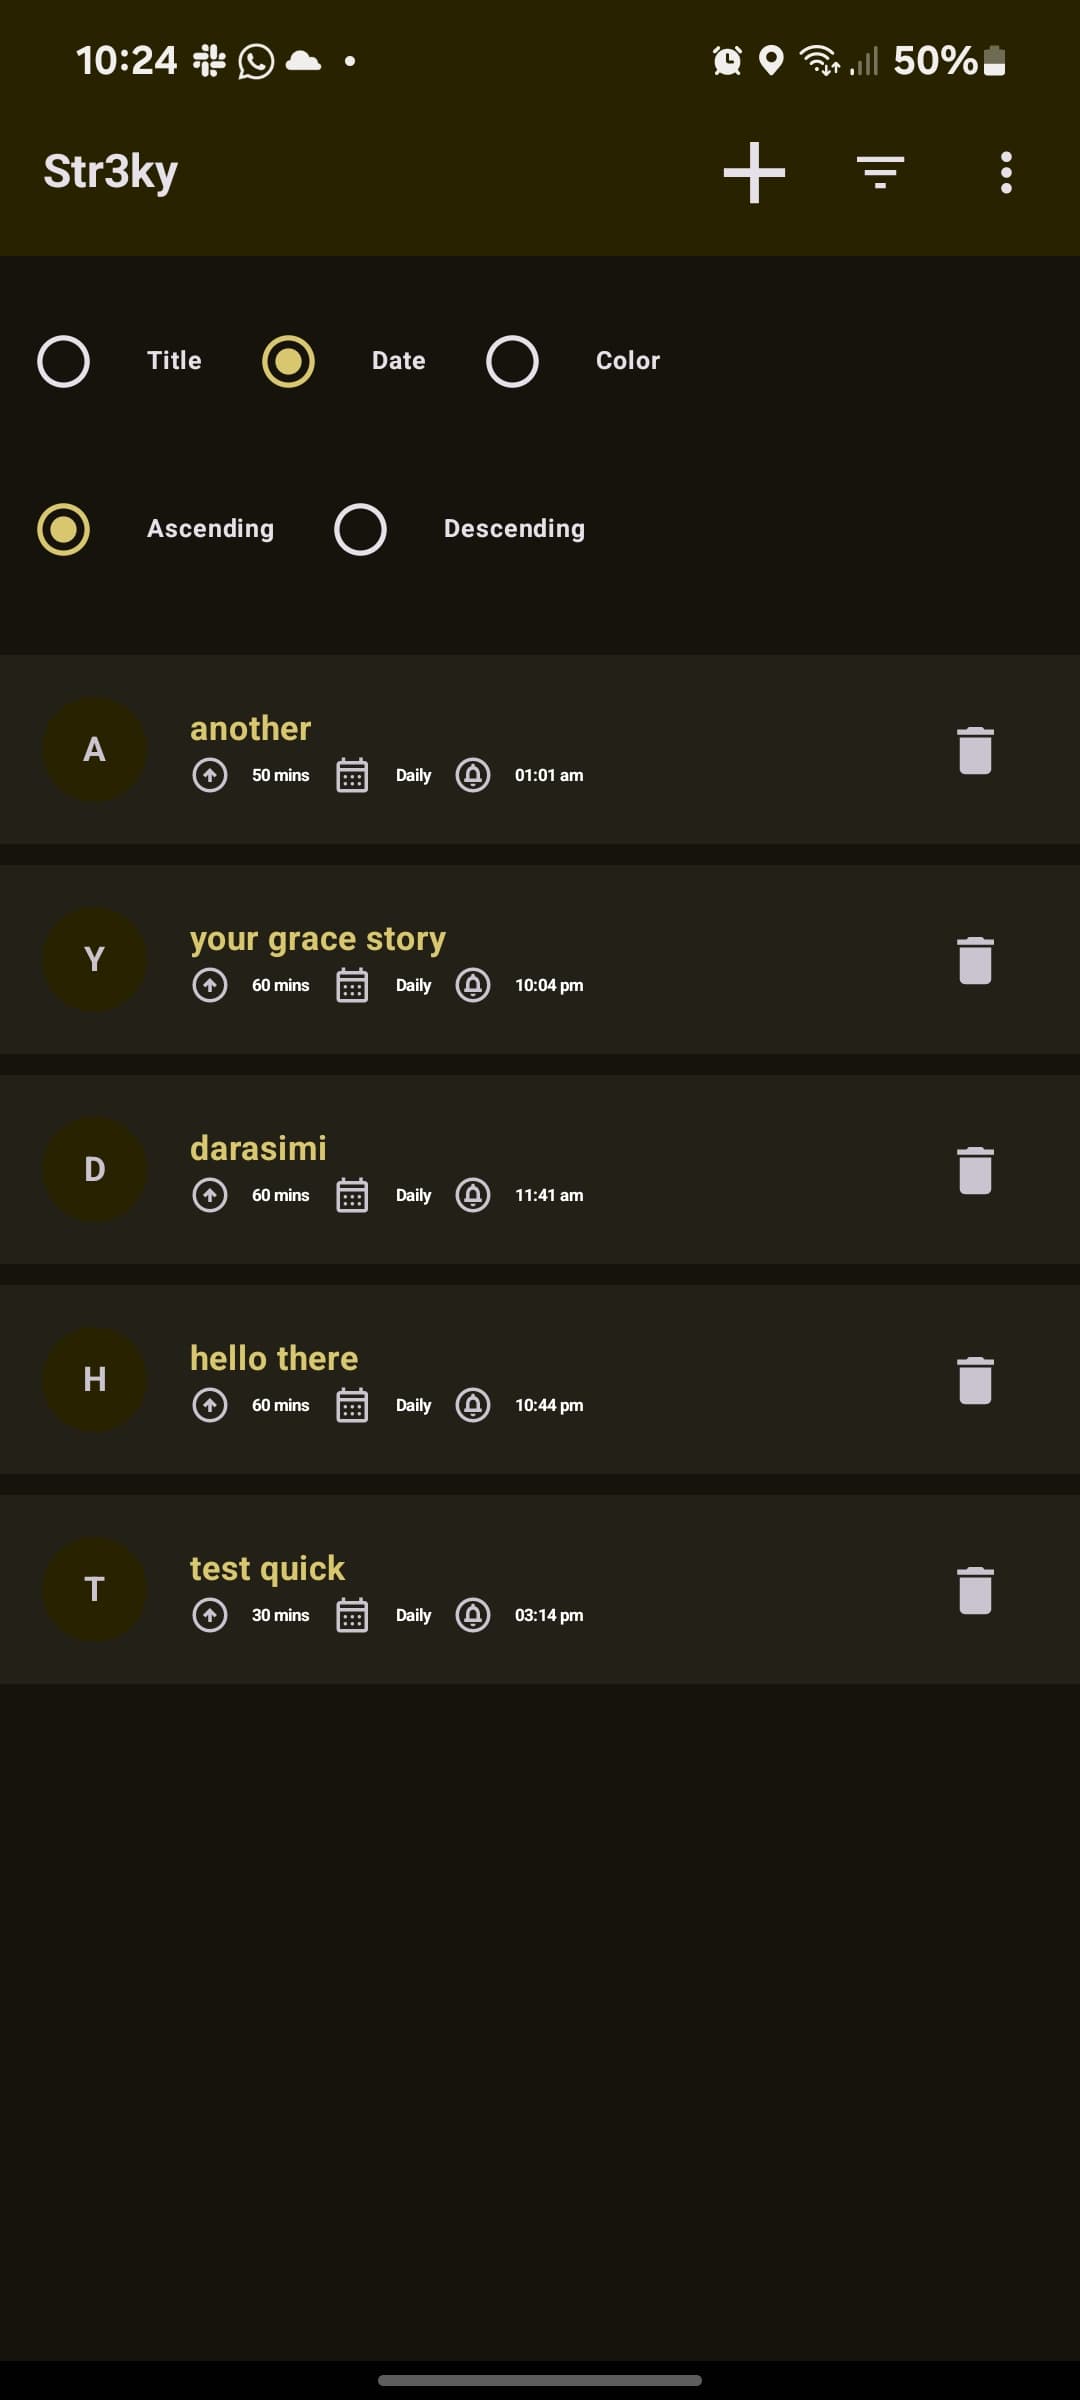 10:24 50%
Str3ky
Title Date Color
Ascending Descending
A another
50 mins Daily 01:01 am
Y your grace story
60 mins Daily 10:04 pm
D darasimi
60 mins Daily 11:41 am
H hello there
60 mins Daily 10:44 pm
T test quick
30 mins Daily 03:14 pm